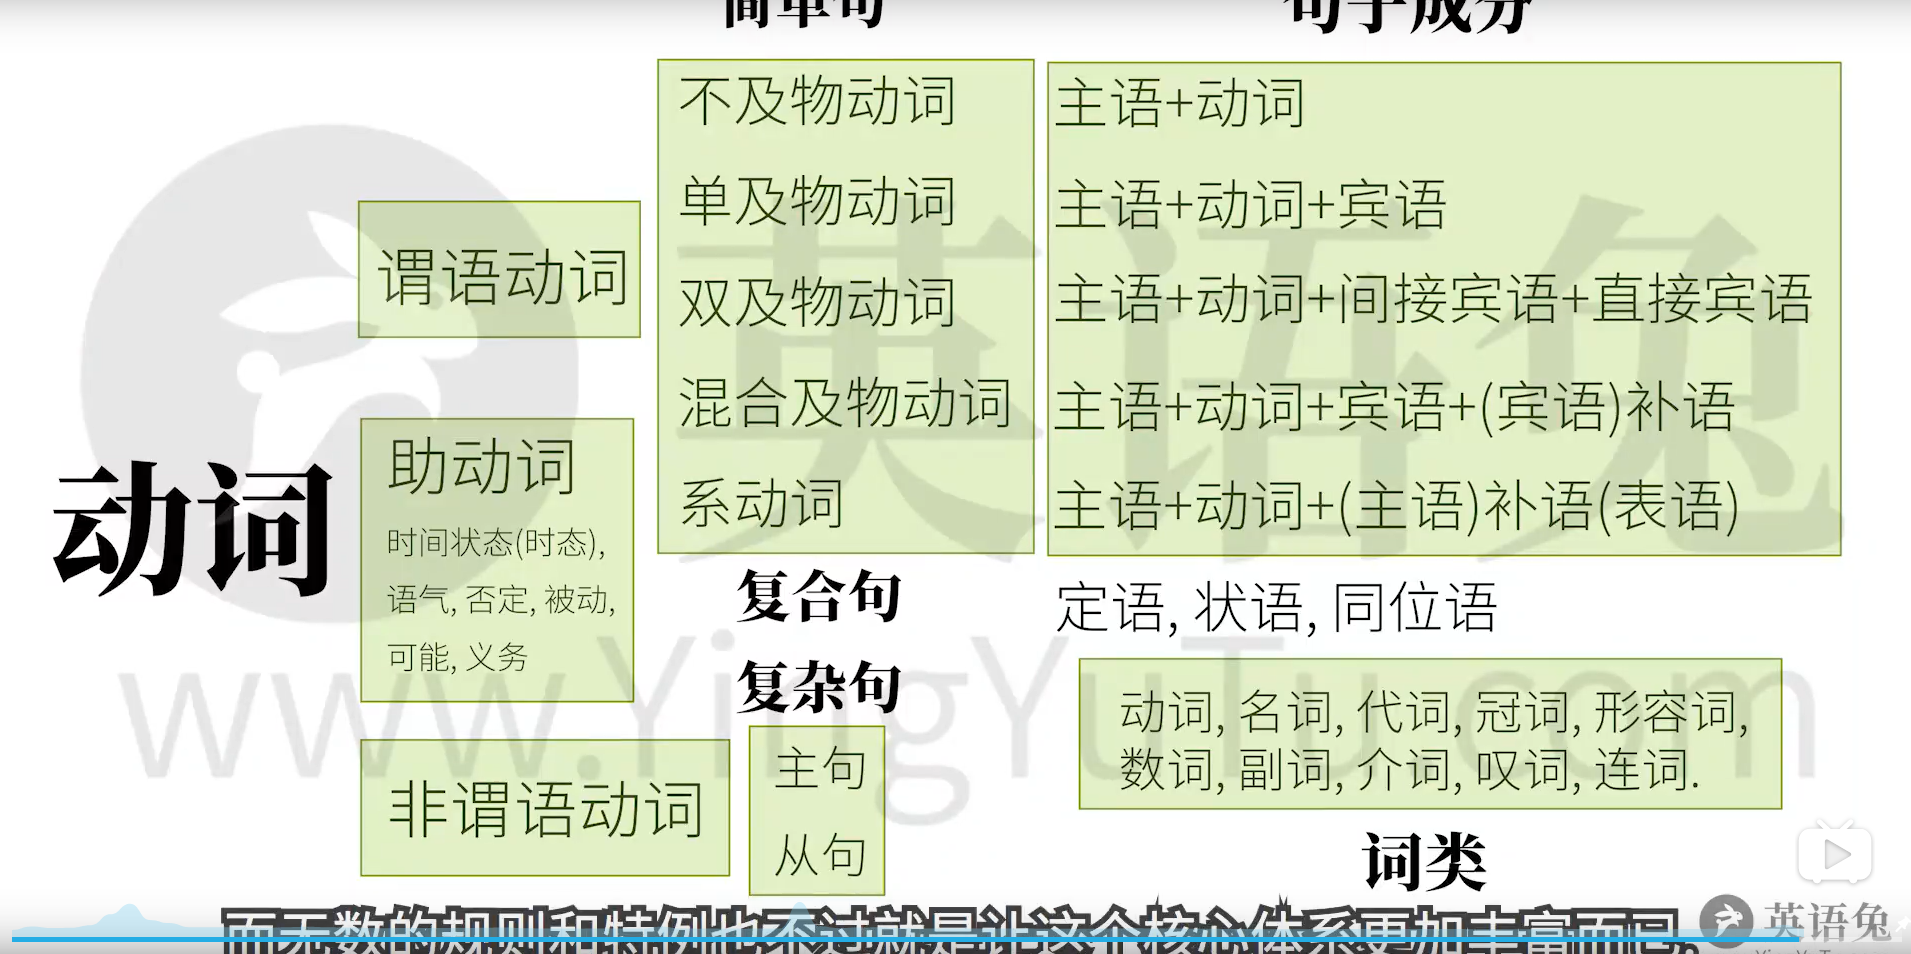 简单句
句子成分
不及物动词
主语+动词
单及物动词
主语+动词+宾语
谓语动词
双及物动词
主语+动词+间接宾语+直接宾语
混合及物动词
主语+动词+宾语+(宾语)补语
系动词
主语+动词+(主语)补语(表语)
动词
助动词
时间状态(时态),
语气, 否定, 被动,
可能, 义务
复合句
定语, 状语, 同位语
复杂句
动词, 名词, 代词, 冠词, 形容词,
数词, 副词, 介词, 叹词, 连词.
主句
从句
非谓语动词
词类
英语兔
www.YingYuTu.com
而无数的规则和特例也不过就是让这个核心体系更加丰富而已。
英语兔